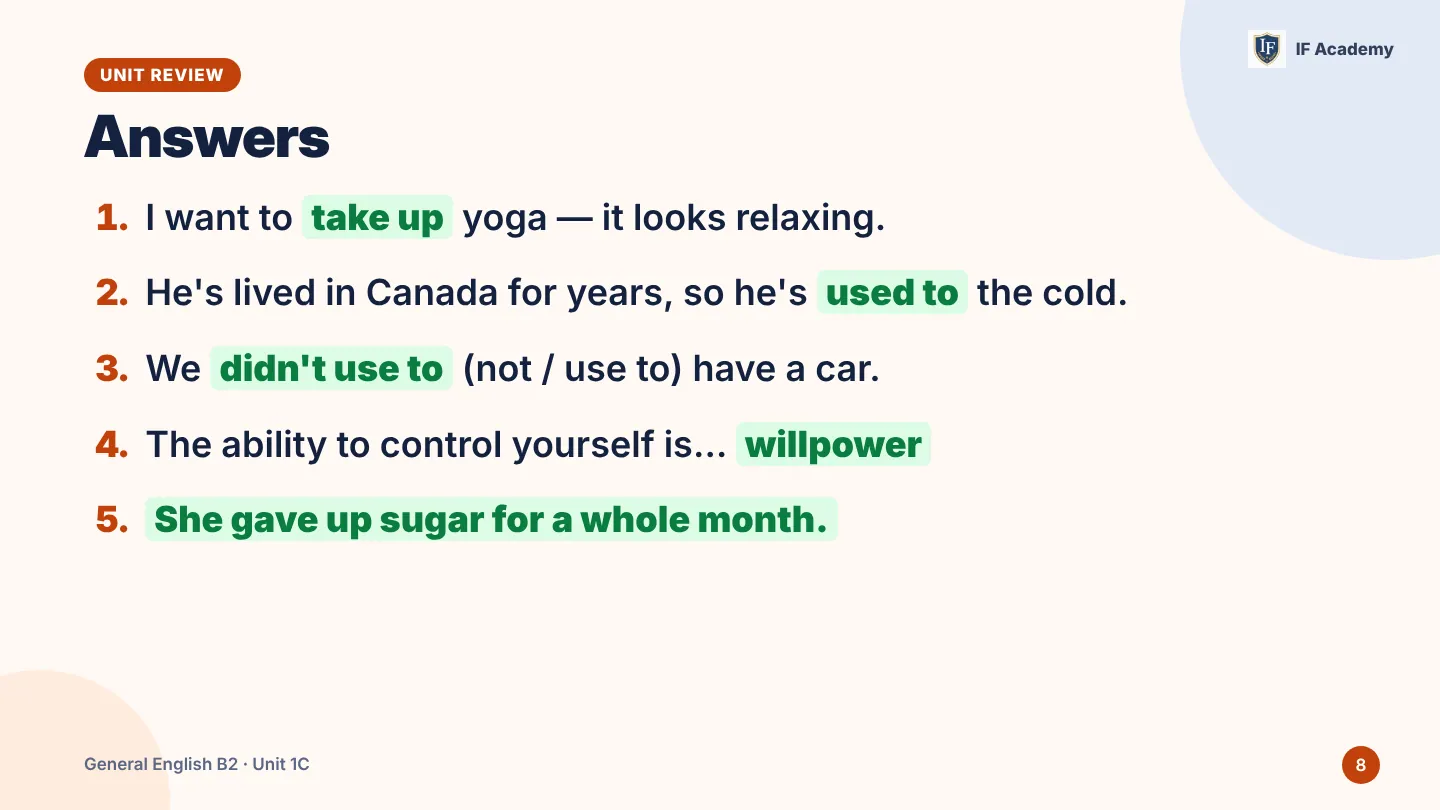 IF IF Academy
UNIT REVIEW
Answers
1. I want to take up yoga — it looks relaxing.
2. He's lived in Canada for years, so he's used to the cold.
3. We didn't use to (not / use to) have a car.
4. The ability to control yourself is... willpower
5. She gave up sugar for a whole month.
General English B2 · Unit 1C
8